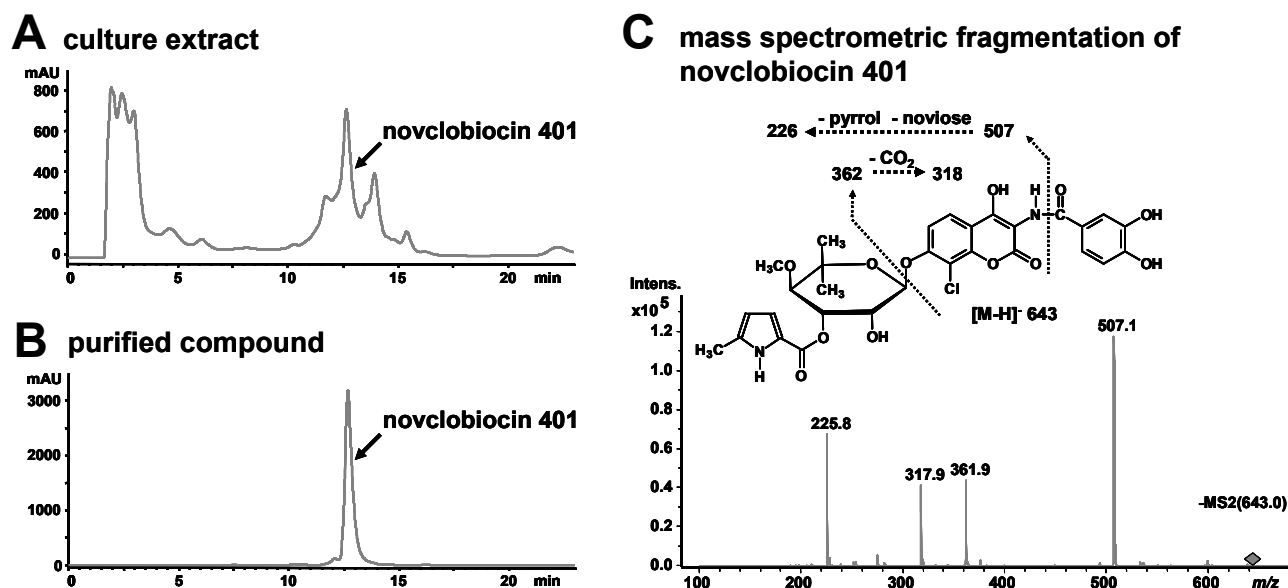 A culture extract
mAU
800
600
400
200
0
novclobiocin 401
0 5 10 15 20 min
B purified compound
mAU
3000
2000
1000
0
novclobiocin 401
0 5 10 15 20 min
C mass spectrometric fragmentation of
novclobiocin 401
- pyrrol - noviose
226 507
- CO2
362 318
OH
H
N
O
C
OH
OH
O
O
O
Cl
CH3
O
H3CO
CH3
O
OH
H3C
N
H
O
[M-H]- 643
Intens.
x10 5
1.2
1.0
0.8
0.6
0.4
0.2
0.0
507.1
225.8
317.9 361.9
-MS2(643.0)
100 200 300 400 500 600 m/z